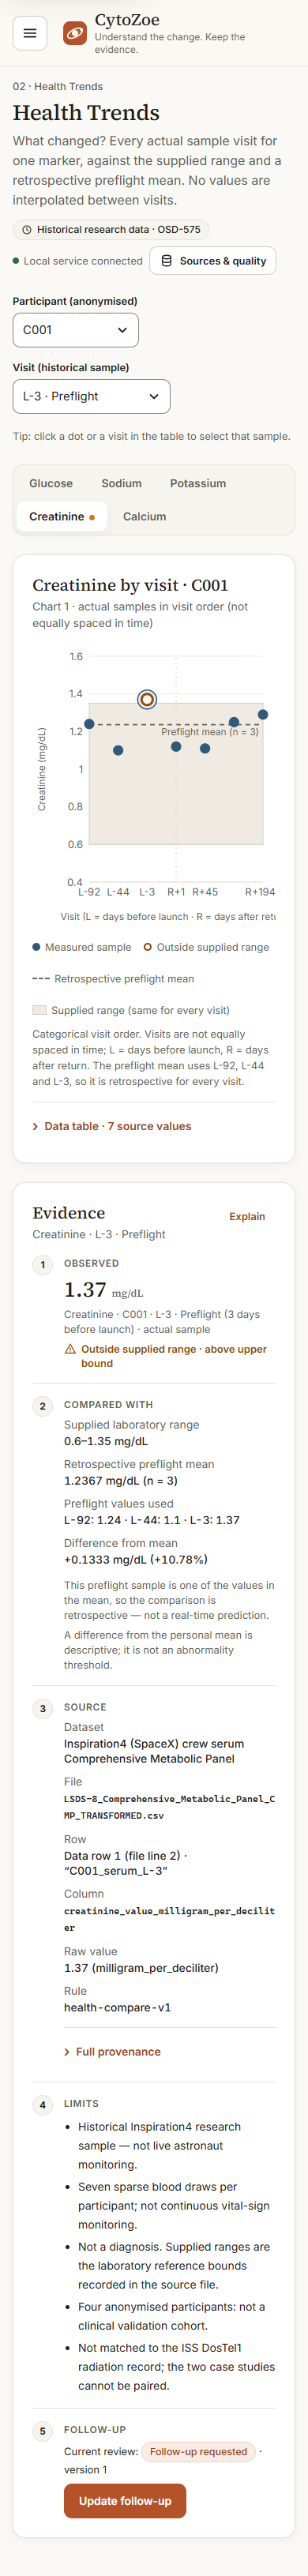 CytoZoe
Understand the change. Keep the
evidence.
02 · Health Trends
Health Trends
What changed? Every actual sample visit for
one marker, against the supplied range and a
retrospective preflight mean. No values are
interpolated between visits.
Historical research data · OSD-575
Local service connected
Sources & quality
Participant (anonymised)
C001
Visit (historical sample)
L-3 · Preflight
Tip: click a dot or a visit in the table to select that sample.
Glucose Sodium Potassium
Creatinine Calcium
Creatinine by visit · C001
Chart 1 · actual samples in visit order (not
equally spaced in time)
1.6
1.4
1.2
1
0.8
0.6
0.4
Creatinine (mg/dL)
Preflight mean (n = 3)
L-92 L-44 L-3 R+1 R+45 R+194
Visit (L = days before launch · R = days after retu
Measured sample
Outside supplied range
Retrospective preflight mean
Supplied range (same for every visit)
Categorical visit order. Visits are not equally
spaced in time; L = days before launch, R = days
after return. The preflight mean uses L-92, L-44
and L-3, so it is retrospective for every visit.
Data table · 7 source values
Evidence
Explain
Creatinine · L-3 · Preflight
1
OBSERVED
1.37 mg/dL
Creatinine · C001 · L-3 · Preflight (3 days
before launch) · actual sample
Outside supplied range · above upper
bound
2
COMPARED WITH
Supplied laboratory range
0.6–1.35 mg/dL
Retrospective preflight mean
1.2367 mg/dL (n = 3)
Preflight values used
L-92: 1.24 · L-44: 1.1 · L-3: 1.37
Difference from mean
+0.1333 mg/dL (+10.78%)
This preflight sample is one of the values in
the mean, so the comparison is
retrospective — not a real-time prediction.
A difference from the personal mean is
descriptive; it is not an abnormality
threshold.
3
SOURCE
Dataset
Inspiration4 (SpaceX) crew serum
Comprehensive Metabolic Panel
File
LSDS-8_Comprehensive_Metabolic_Panel_C
MP_TRANSFORMED.csv
Row
Data row 1 (file line 2) ·
“C001_serum_L-3”
Column
creatinine_value_milligram_per_decilit
er
Raw value
1.37 (milligram_per_deciliter)
Rule
health-compare-v1
Full provenance
4
LIMITS
• Historical Inspiration4 research
sample — not live astronaut
monitoring.
• Seven sparse blood draws per
participant; not continuous vital-sign
monitoring.
• Not a diagnosis. Supplied ranges are
the laboratory reference bounds
recorded in the source file.
• Four anonymised participants: not a
clinical validation cohort.
• Not matched to the ISS DosTel1
radiation record; the two case studies
cannot be paired.
5
FOLLOW-UP
Current review: Follow-up requested ·
version 1
Update follow-up